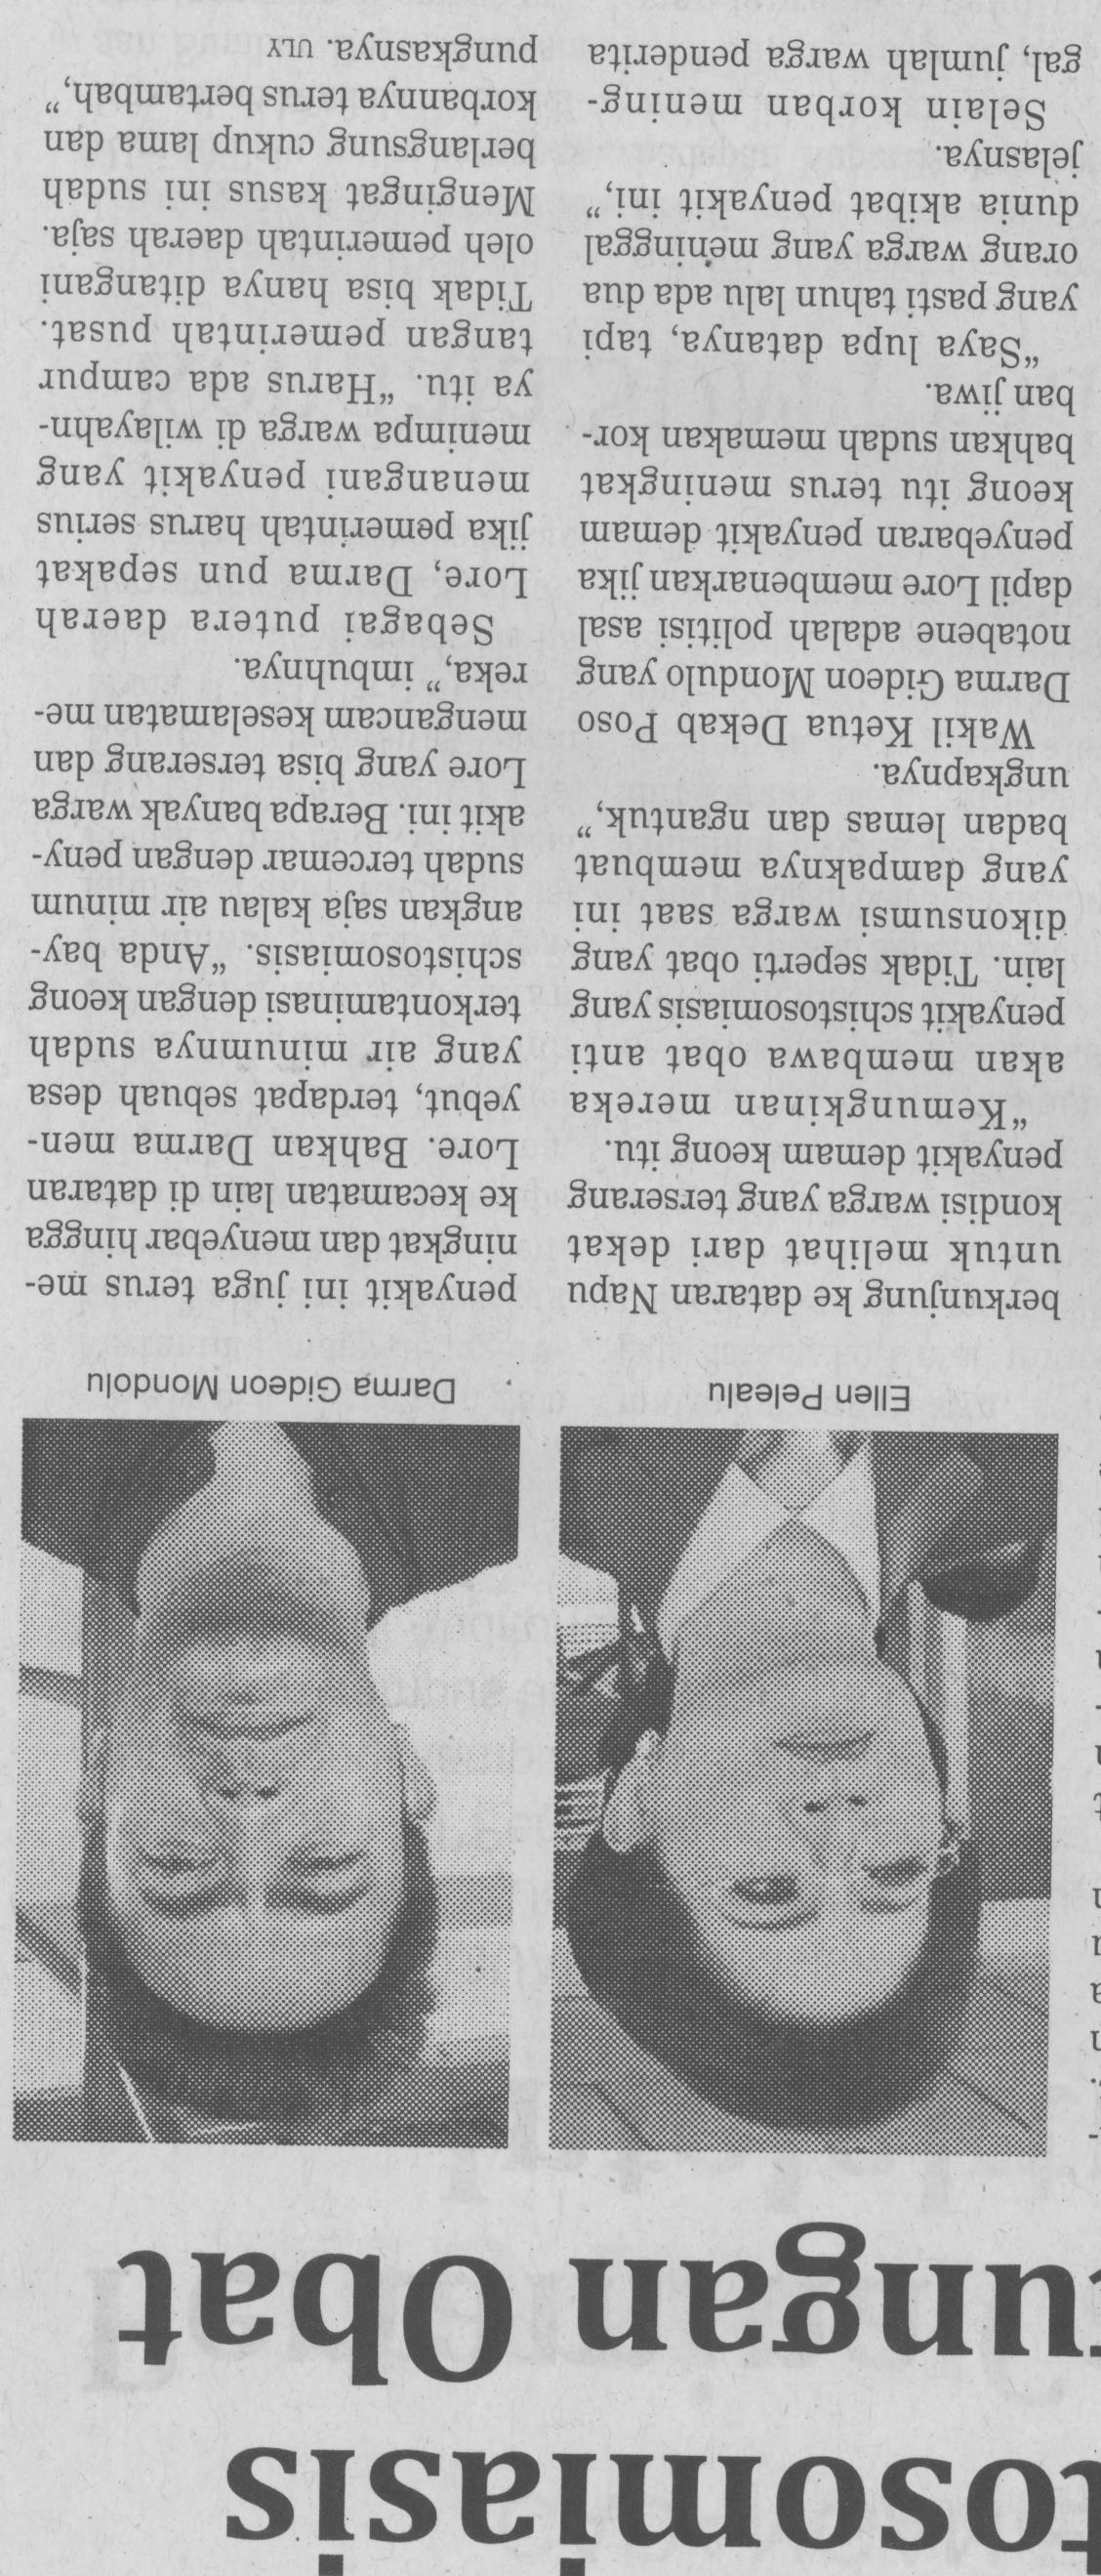 tosomiasis
tungan Obat
Ellen Pelealu
berkunjung ke dataran Napu
untuk melihat dari dekat
kondisi warga yang terserang
penyakit demam keong itu.
“Kemungkinan mereka
akan membawa obat anti
penyakit schistosomiasis yang
lain. Tidak seperti obat yang
dikonsumsi warga saat ini
yang dampaknya membuat
badan lemas dan ngantuk,”
ungkapnya.
Wakil Ketua Dekab Poso
Darma Gideon Mondulo yang
notabene adalah politisi asal
dapil Lore membenarkan jika
penyebaran penyakit demam
keong itu terus meningkat
bahkan sudah memakan kor-
ban jiwa.
“Saya lupa datanya, tapi
yang pasti tahun lalu ada dua
orang warga yang meninggal
dunia akibat penyakit ini,”
jelasnya.
Selain korban mening-
gal, jumlah warga penderita
Darma Gideon Mondolu
penyakit ini juga terus me-
ningkat dan menyebar hingga
ke kecamatan lain di dataran
Lore. Bahkan Darma men-
yebut, terdapat sebuah desa
yang air minumnya sudah
terkontaminasi dengan keong
schistosomiasis. “Anda bay-
angkan saja kalau air minum
sudah tercemar dengan peny-
akit ini. Berapa banyak warga
Lore yang bisa terserang dan
mengancam keselamatan me-
reka,” imbuhnya.
Sebagai putera daerah
Lore, Darma pun sepakat
jika pemerintah harus serius
menangani penyakit yang
menimpa warga di wilayahn-
ya itu. “Harus ada campur
tangan pemerintah pusat.
Tidak bisa hanya ditangani
oleh pemerintah daerah saja.
Mengingat kasus ini sudah
berlangsung cukup lama dan
korbannya terus bertambah,”
pungkasnya. ULY